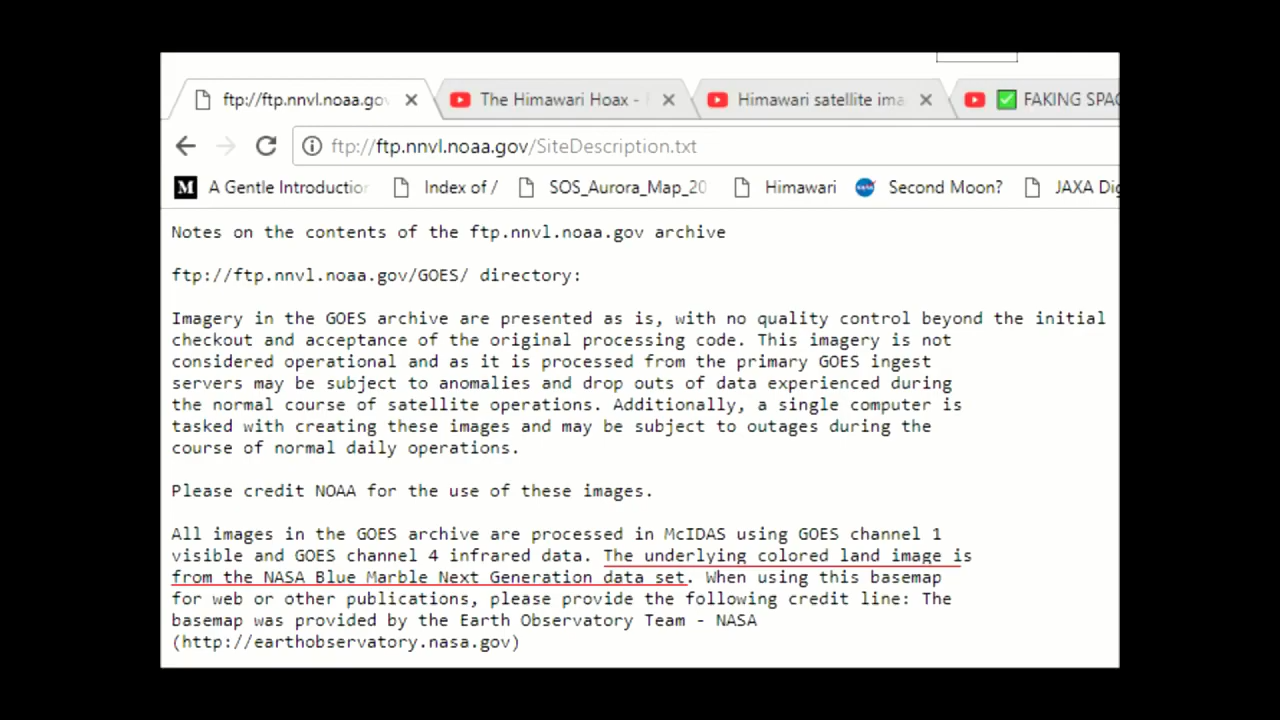 ftp://ftp.nnvl.noaa.gov
The Himawari Hoax -
Himawari satellite ima
FAKING SPAC
ftp://ftp.nnvl.noaa.gov/SiteDescription.txt
M A Gentle Introduction
Index of /
SOS_Aurora_Map_20
Himawari
Second Moon?
JAXA Dig
Notes on the contents of the ftp.nnvl.noaa.gov archive
ftp://ftp.nnvl.noaa.gov/GOES/ directory:
Imagery in the GOES archive are presented as is, with no quality control beyond the initial
checkout and acceptance of the original processing code. This imagery is not
considered operational and as it is processed from the primary GOES ingest
servers may be subject to anomalies and drop outs of data experienced during
the normal course of satellite operations. Additionally, a single computer is
tasked with creating these images and may be subject to outages during the
course of normal daily operations.
Please credit NOAA for the use of these images.
All images in the GOES archive are processed in McIDAS using GOES channel 1
visible and GOES channel 4 infrared data. The underlying colored land image is
from the NASA Blue Marble Next Generation data set. When using this basemap
for web or other publications, please provide the following credit line: The
basemap was provided by the Earth Observatory Team - NASA
(http://earthobservatory.nasa.gov)